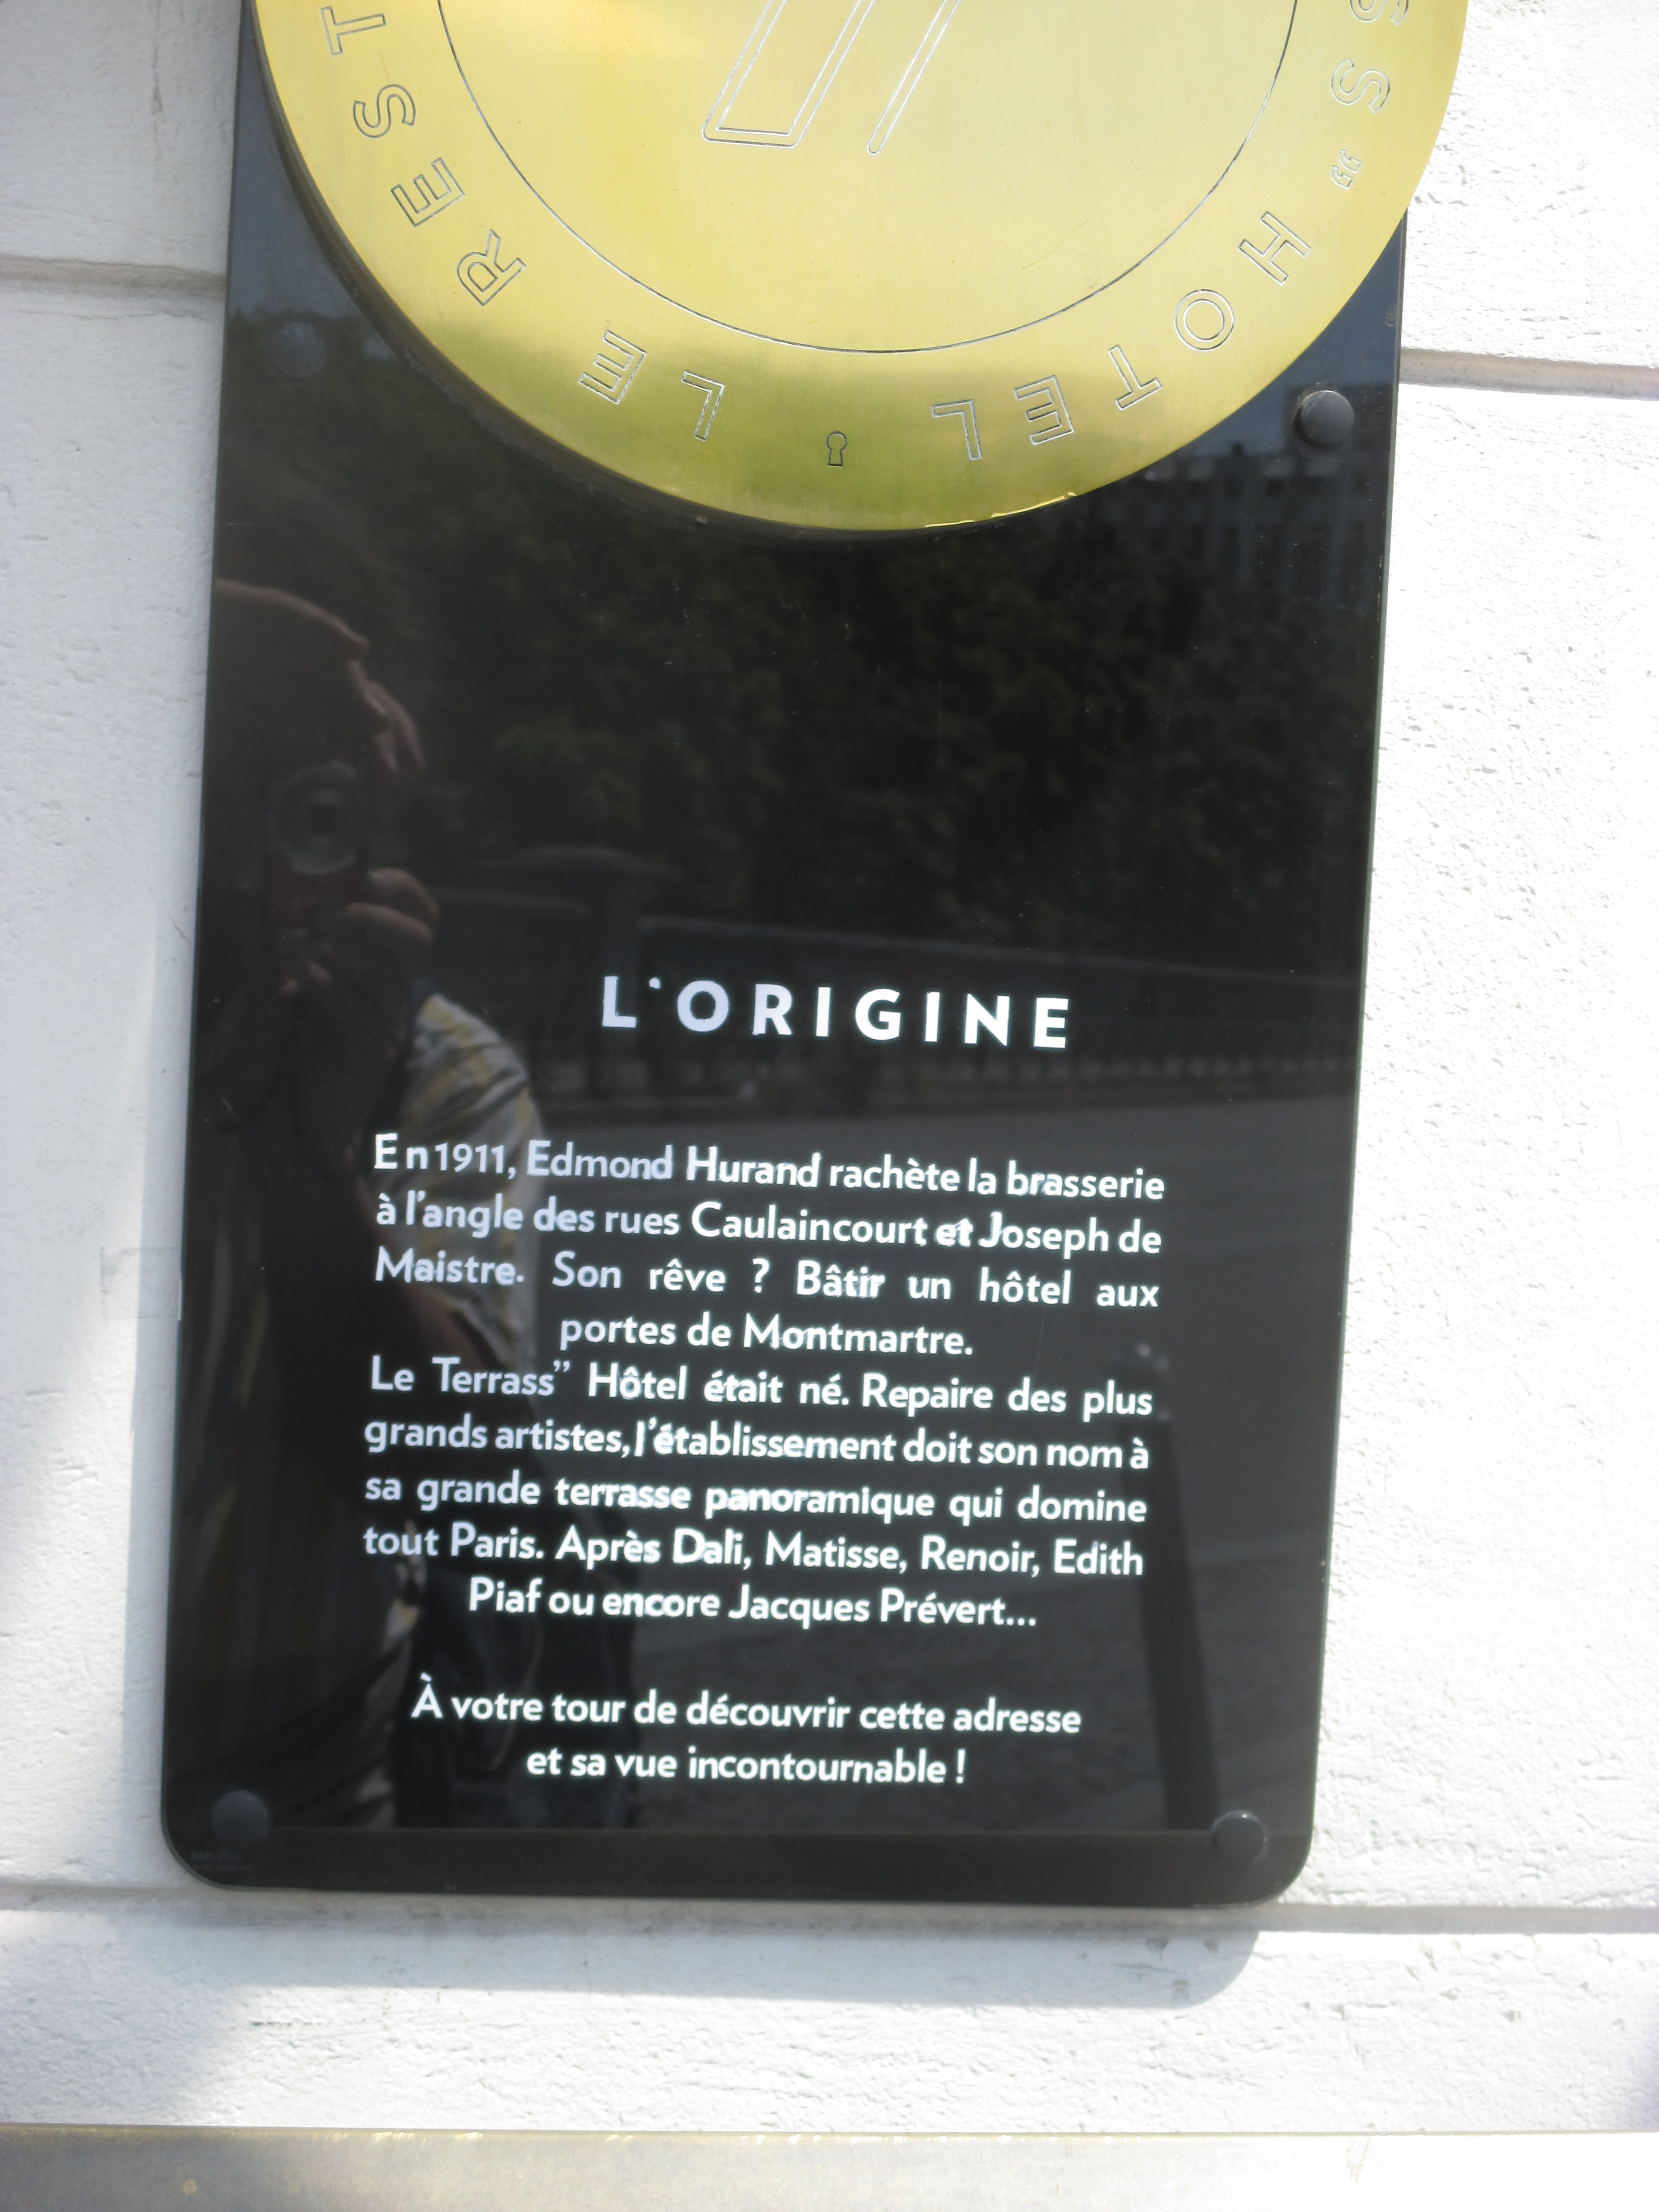 SS" HOTEL LE REST
L'ORIGINE
En 1911, Edmond Hurand rachète la brasserie
à l'angle des rues Caulaincourt et Joseph de
Maistre. Son rêve ? Bâtir un hôtel aux
portes de Montmartre.
Le Terrass" Hôtel était né. Repaire des plus
grands artistes, l'établissement doit son nom à
sa grande terrasse panoramique qui domine
tout Paris. Après Dali, Matisse, Renoir, Edith
Piaf ou encore Jacques Prévert...
À votre tour de découvrir cette adresse
et sa vue incontournable !